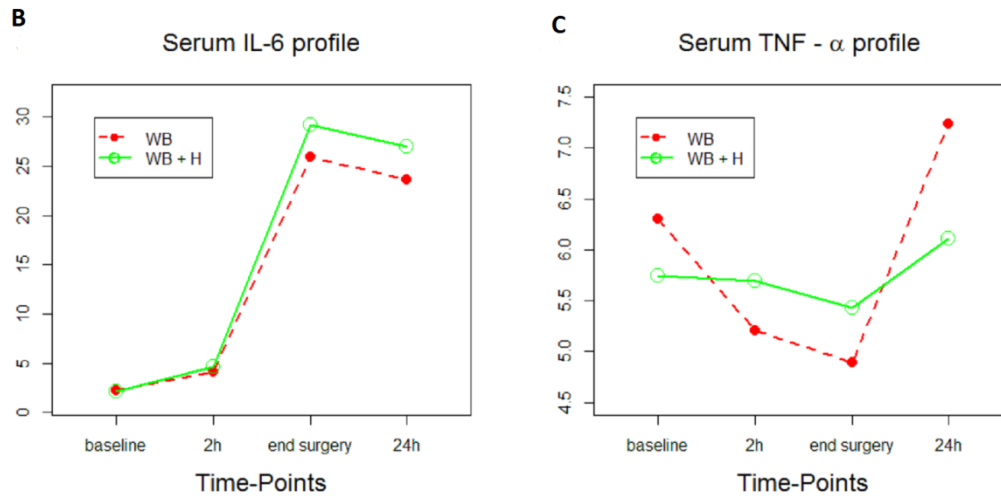 B
Serum IL-6 profile
30
25
20
15
10
5
0
WB
WB + H
baseline
2h
end surgery
24h
Time-Points
C
Serum TNF - α profile
7.5
7.0
6.5
6.0
5.5
5.0
4.5
WB
WB + H
baseline
2h
end surgery
24h
Time-Points